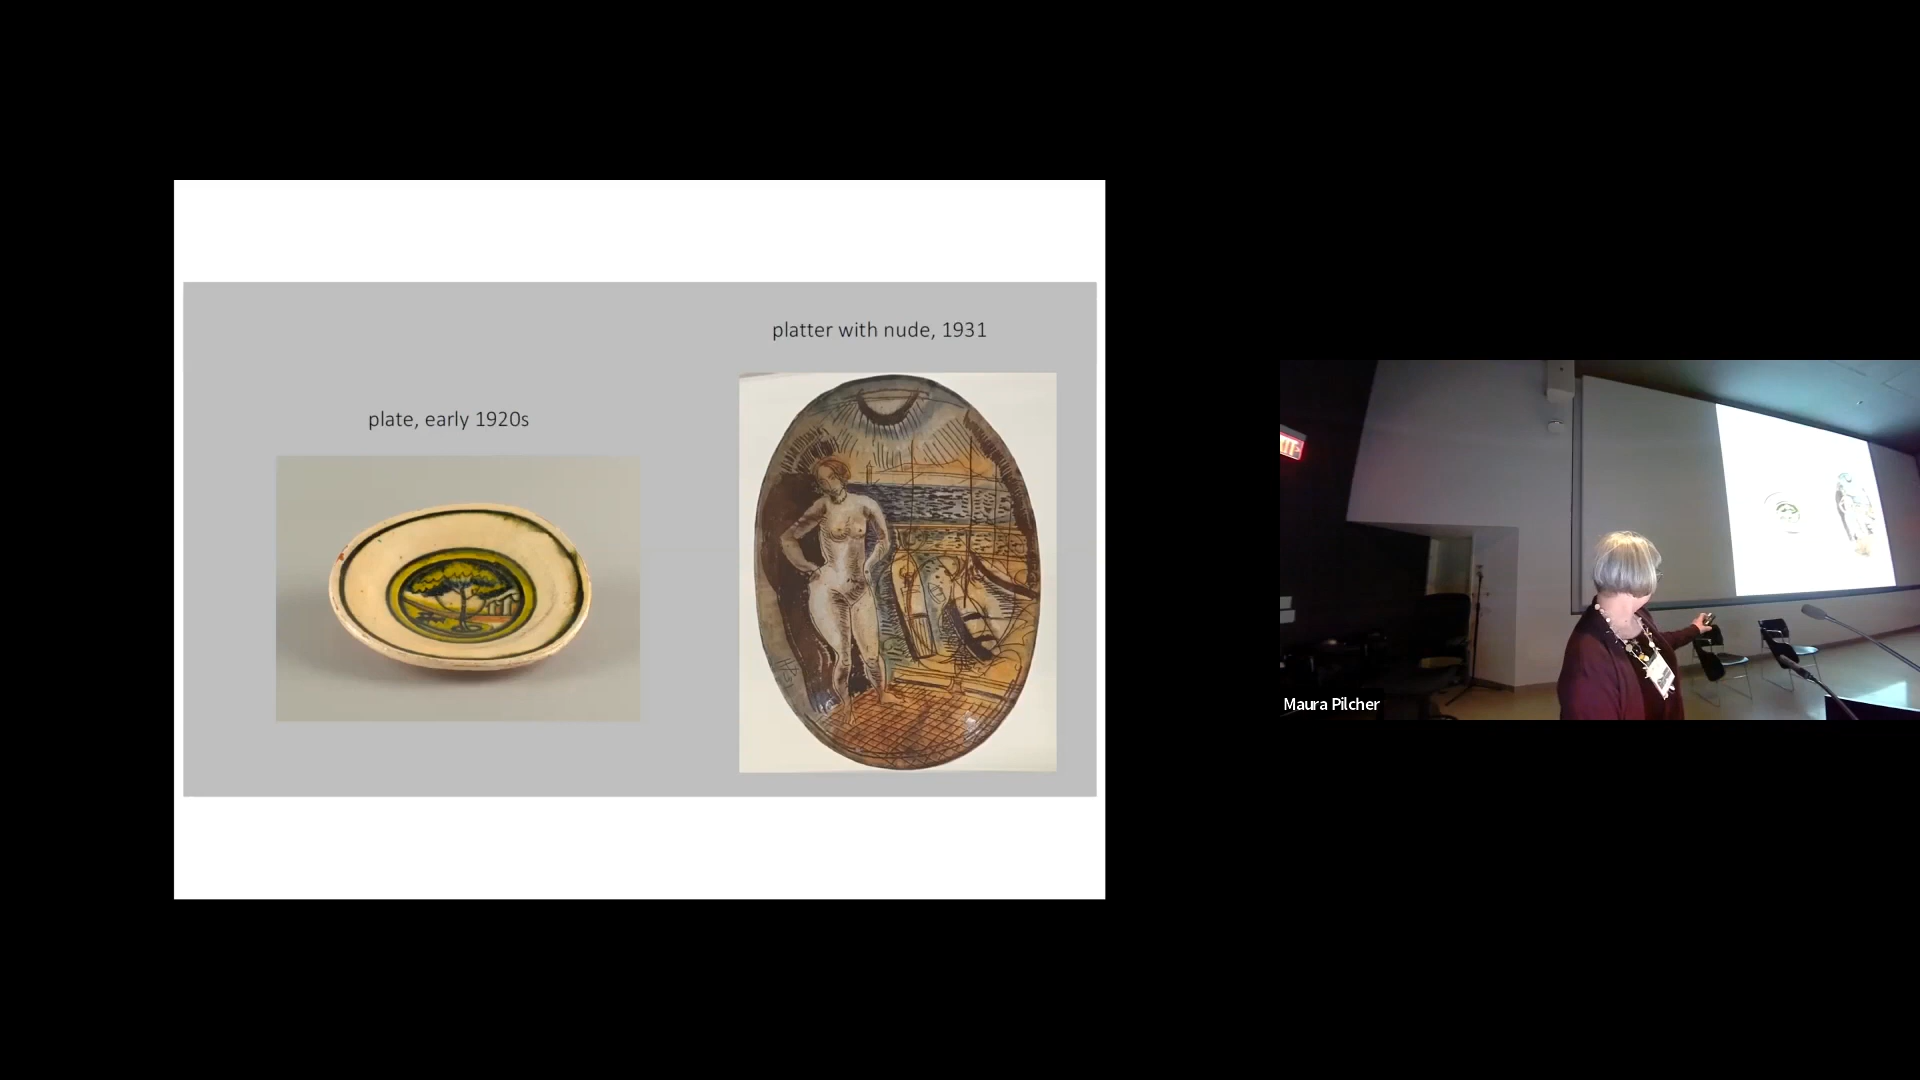 platter with nude, 1931
plate, early 1920s
Maura Pilcher